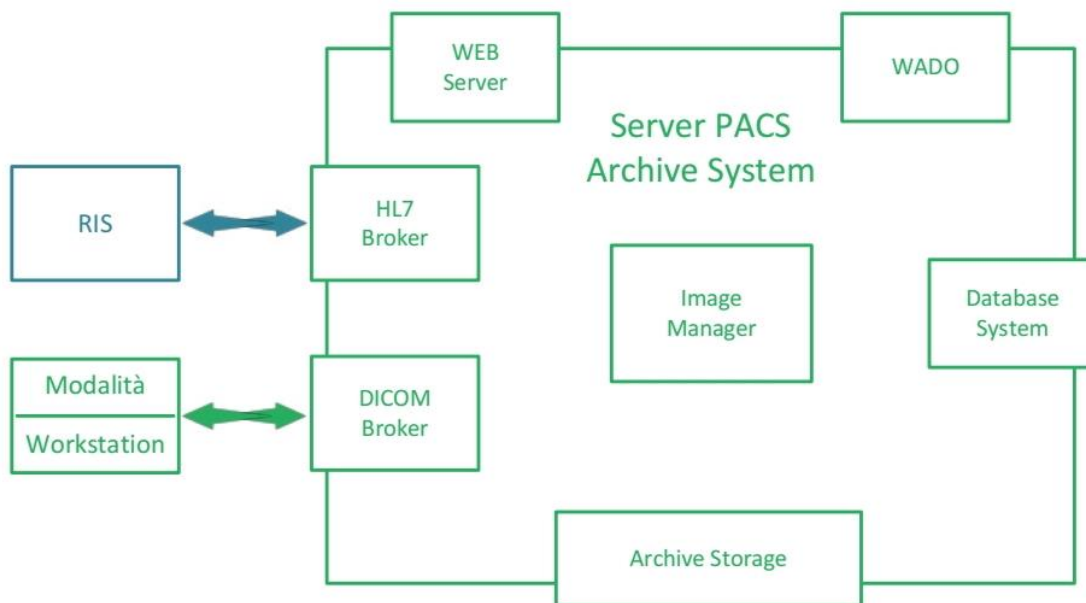 WEB
Server
WADO
Server PACS
Archive System
RIS
HL7
Broker
Image
Manager
Database
System
Modalità
Workstation
DICOM
Broker
Archive Storage